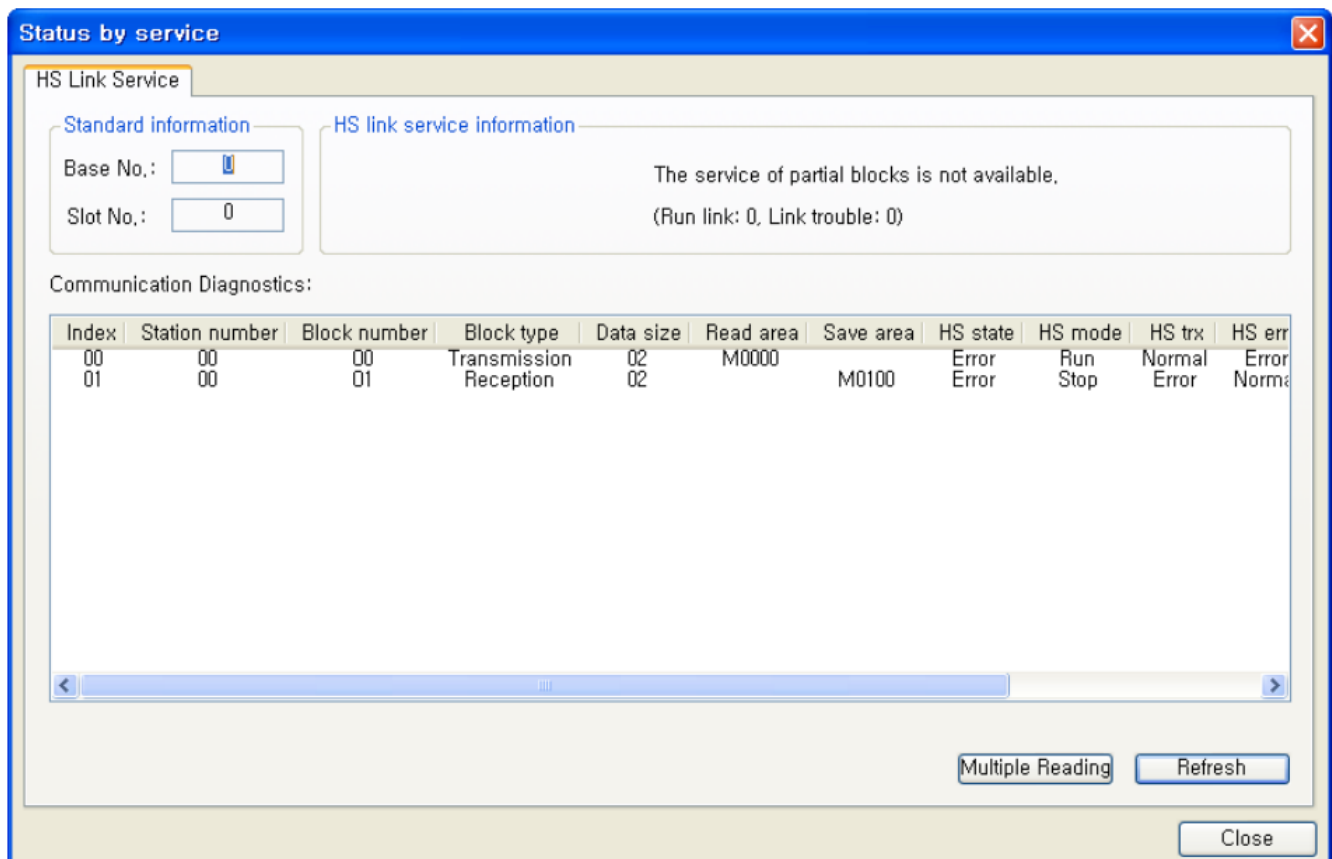 Status by service
HS Link Service
Standard information
HS link service information
Base No.: 0
The service of partial blocks is not available.
Slot No.: 0
(Run link: 0, Link trouble: 0)
Communication Diagnostics:
Index Station number Block number Block type Data size Read area Save area HS state HS mode HS trx HS err
00 00 00 Transmission 02 M0000 Error Run Normal Error
01 00 01 Reception 02 M0100 Error Stop Error Norma
Multiple Reading Refresh
Close